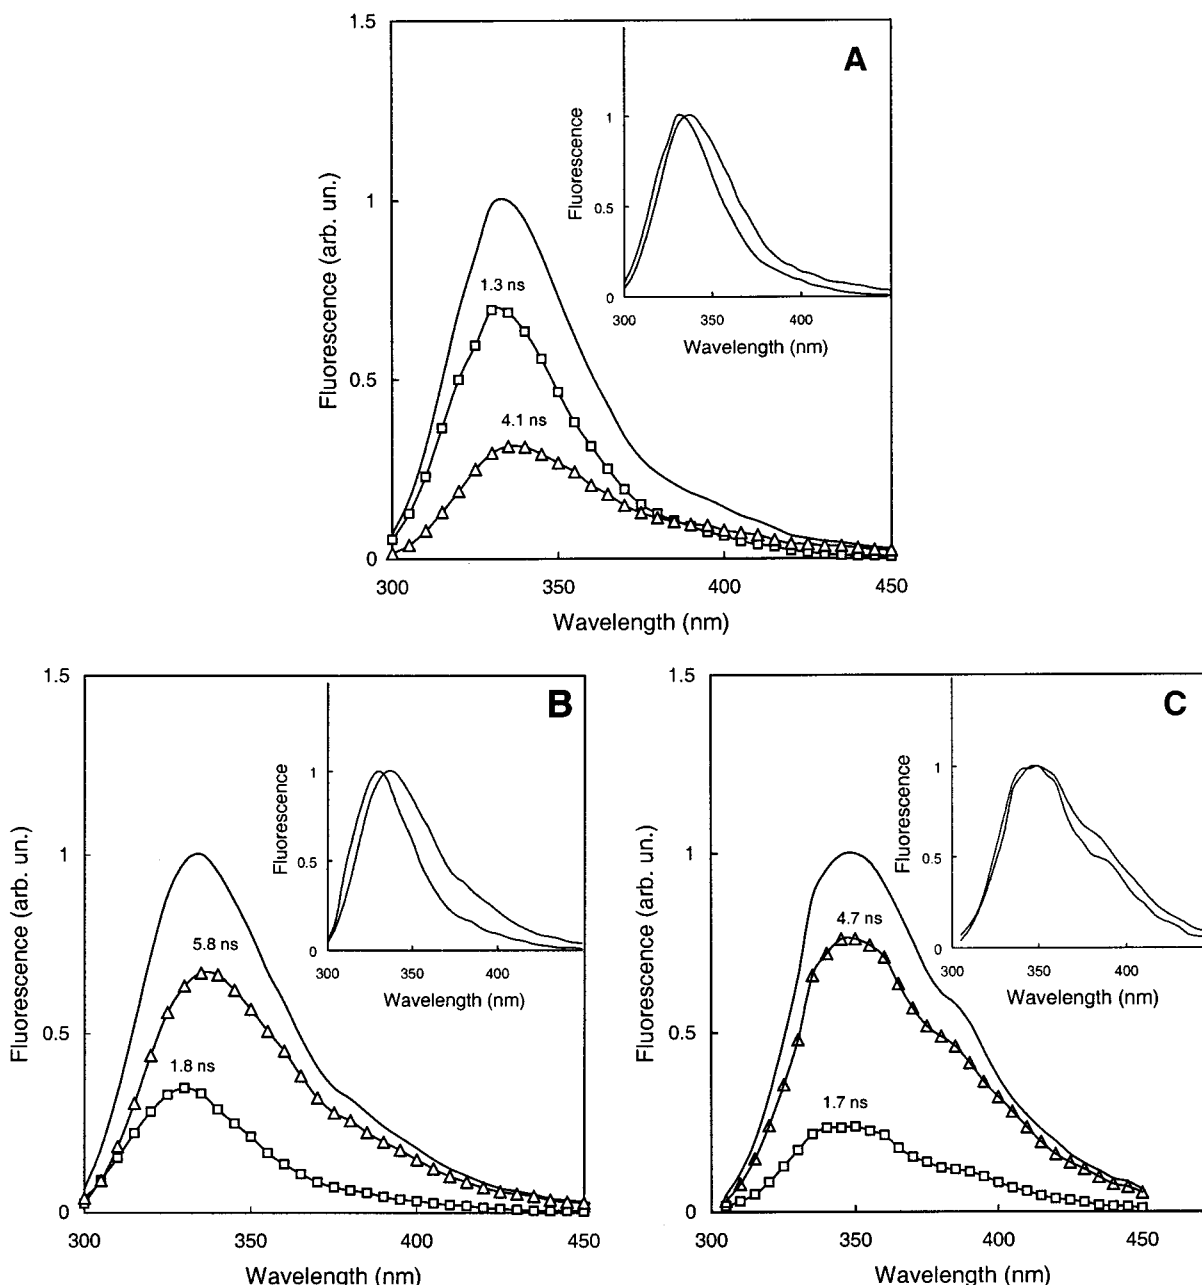 A
1.5
1
0.5
0
Fluorescence (arb. un.)
1.3 ns
4.1 ns
300
350
400
450
Wavelength (nm)
Fluorescence
1
0.5
0
300
350
400
Wavelength (nm)
B
1.5
1
0.5
0
Fluorescence (arb. un.)
5.8 ns
1.8 ns
300
350
400
450
Wavelength (nm)
Fluorescence
1
0.5
0
300
350
400
Wavelength (nm)
C
1.5
1
0.5
0
Fluorescence (arb. un.)
4.7 ns
1.7 ns
300
350
400
450
Wavelength (nm)
Fluorescence
1
0.5
0
300
350
400
Wavelength (nm)